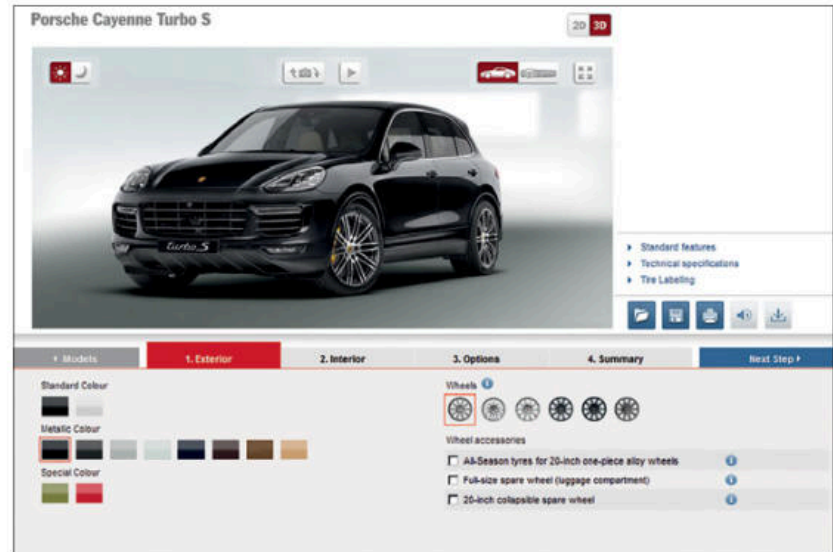 Porsche Cayenne Turbo S
2D 3D
turbo S
Standard features
Technical specifications
Tire Labeling
Models
1. Exterior
2. Interior
3. Options
4. Summary
Next Step
Standard Colour
Metallic Colour
Special Colour
Wheels
Wheel accessories
All-Season tyres for 20-inch one-piece alloy wheels
Full-size spare wheel (luggage compartment)
20-inch colapsible spare wheel